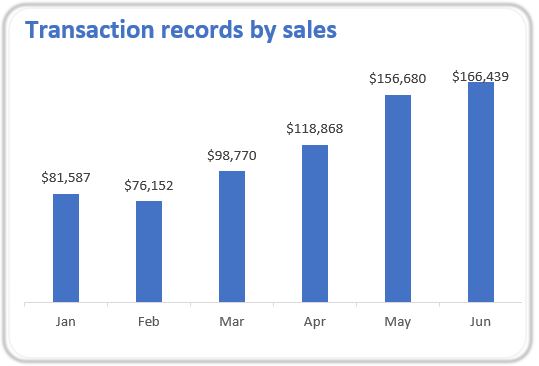 Transaction records by sales
$156,680 $166,439
$118,868
$98,770
$81,587 $76,152
Jan Feb Mar Apr May Jun